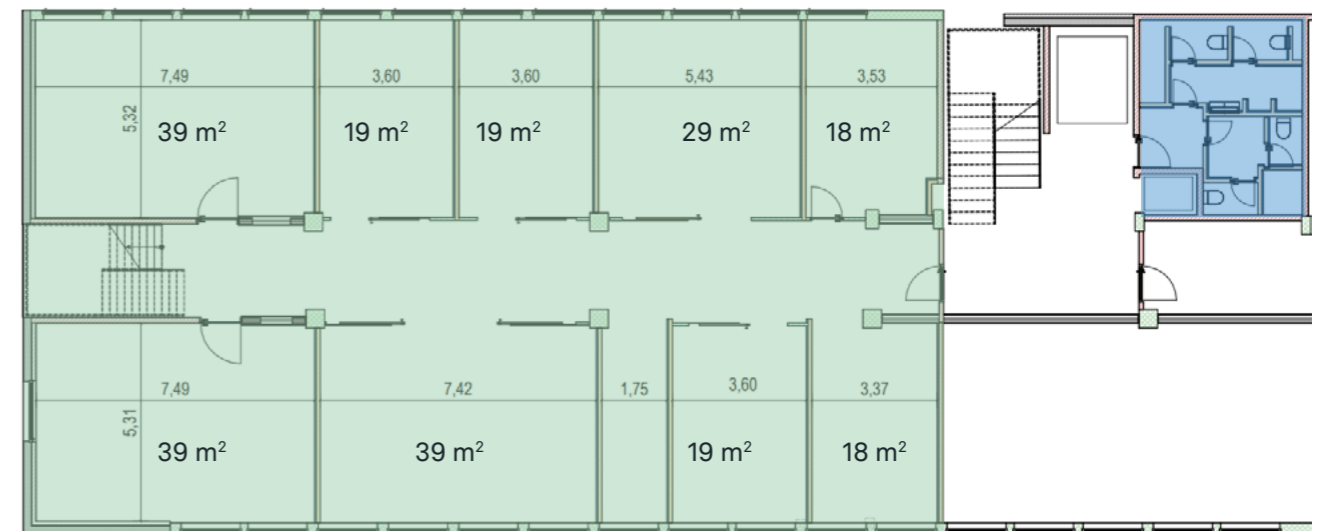 7,49 3,60 3,60 5,43 3,53
5,32
39 m² 19 m² 19 m² 29 m² 18 m²
7,49 7,42 1,75 3,60 3,37
5,31
39 m² 39 m² 19 m² 18 m²